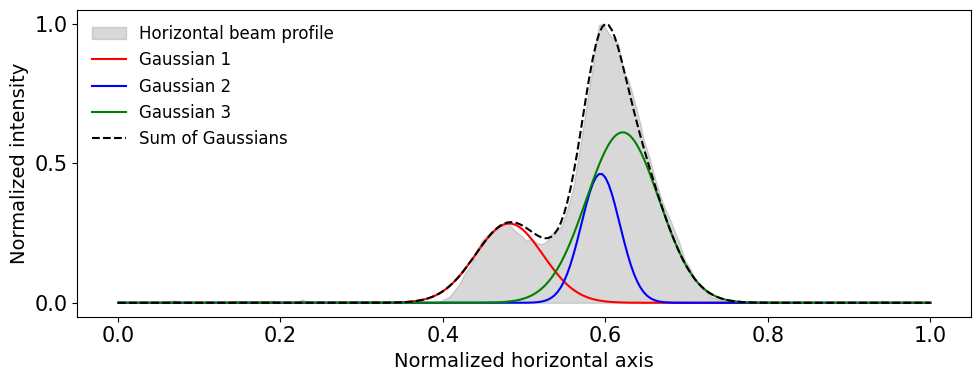 1.0
0.5
0.0
Normalized intensity
Horizontal beam profile
Gaussian 1
Gaussian 2
Gaussian 3
Sum of Gaussians
0.0 0.2 0.4 0.6 0.8 1.0
Normalized horizontal axis